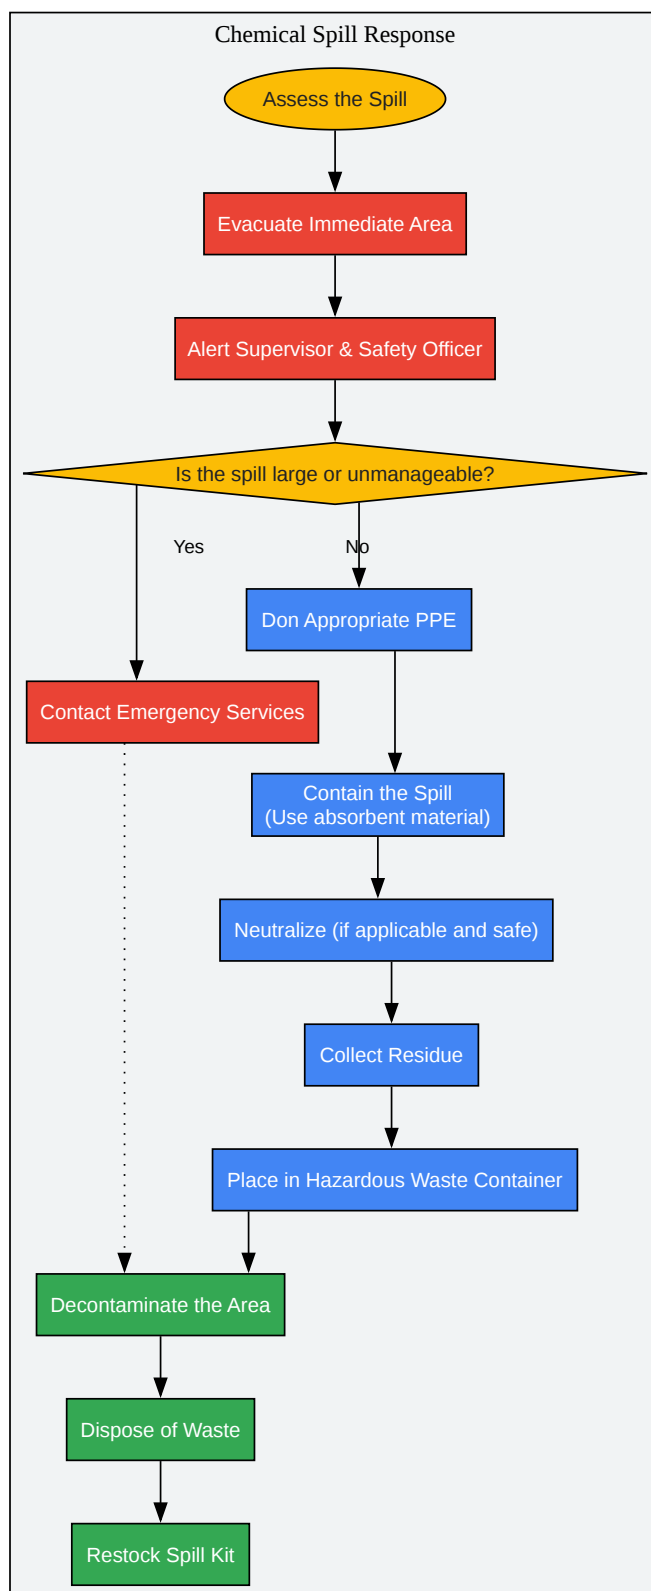 Chemical Spill Response
Assess the Spill
Evacuate Immediate Area
Alert Supervisor & Safety Officer
Is the spill large or unmanageable?
Yes
No
Don Appropriate PPE
Contact Emergency Services
Contain the Spill
(Use absorbent material)
Neutralize (if applicable and safe)
Collect Residue
Place in Hazardous Waste Container
Decontaminate the Area
Dispose of Waste
Restock Spill Kit